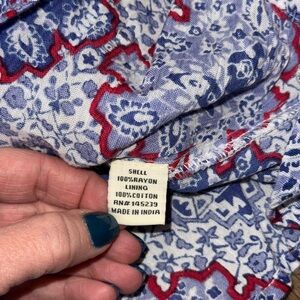 SHELL
100%RAYON
LINING
100%COTTON
RN#145239
MADE IN INDIA